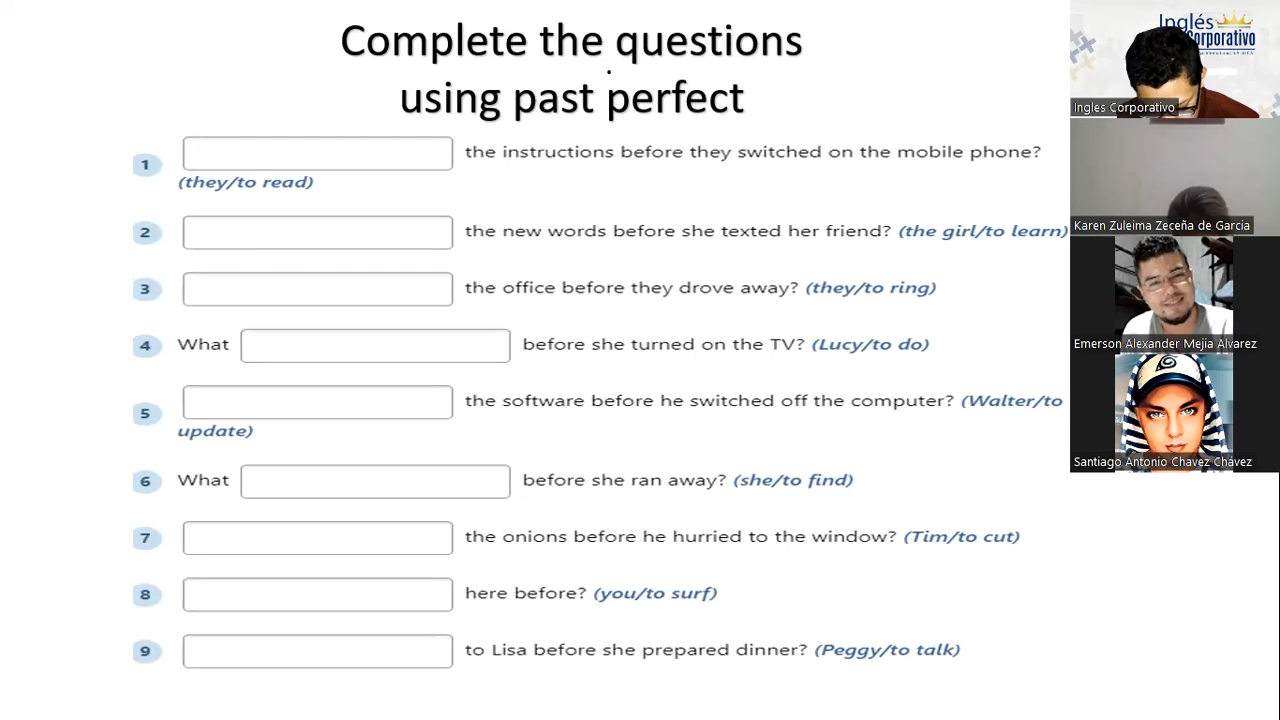 Complete the questions
using past perfect
1 the instructions before they switched on the mobile phone?
(they/to read)
2 the new words before she texted her friend? (the girl/to learn)
3 the office before they drove away? (they/to ring)
4 What before she turned on the TV? (Lucy/to do)
5 the software before he switched off the computer? (Walter/to
update)
6 What before she ran away? (she/to find)
7 the onions before he hurried to the window? (Tim/to cut)
8 here before? (you/to surf)
9 to Lisa before she prepared dinner? (Peggy/to talk)
Inglés
Corporativo
Ingles Corporativo
Karen Zuleima Zeceña de Garcia
Emerson Alexander Mejia Alvarez
Santiago Antonio Chavez Chávez